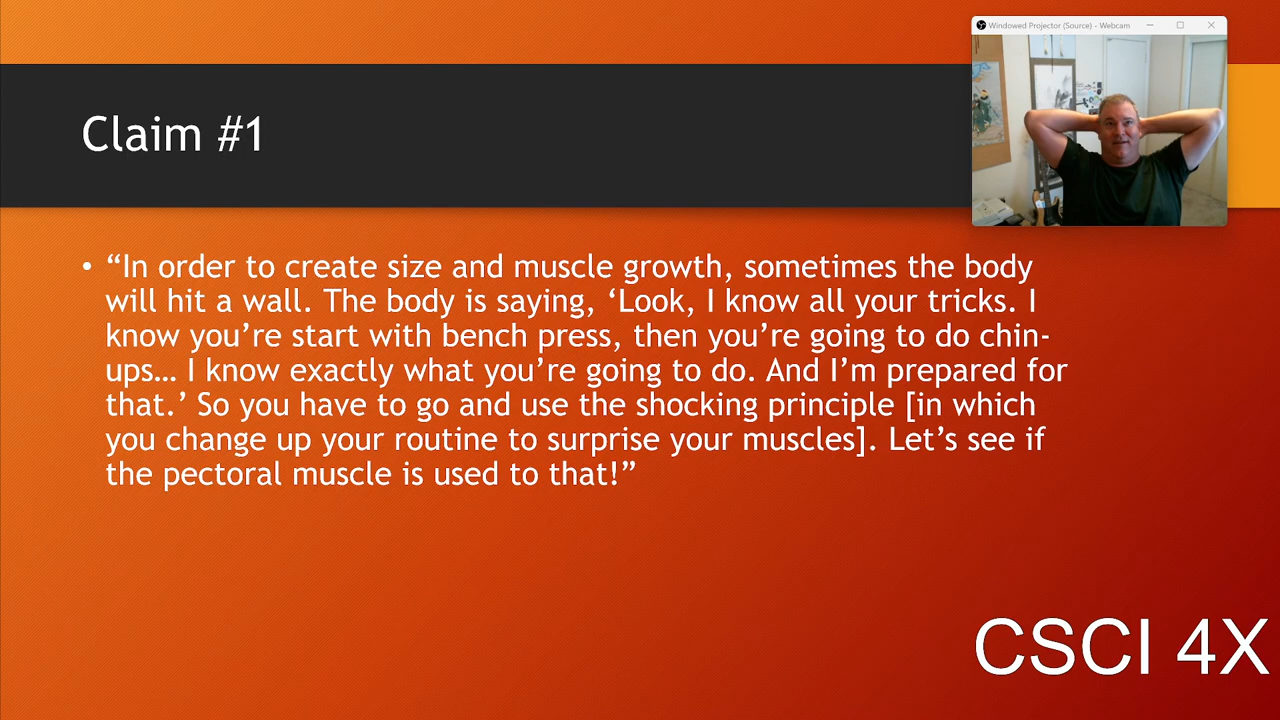 Windowed Projector (Source) - Webcam
Claim #1
• “In order to create size and muscle growth, sometimes the body
will hit a wall. The body is saying, ‘Look, I know all your tricks. I
know you’re start with bench press, then you’re going to do chin-
ups… I know exactly what you’re going to do. And I’m prepared for
that.’ So you have to go and use the shocking principle [in which
you change up your routine to surprise your muscles]. Let’s see if
the pectoral muscle is used to that!”
CSCI 4X